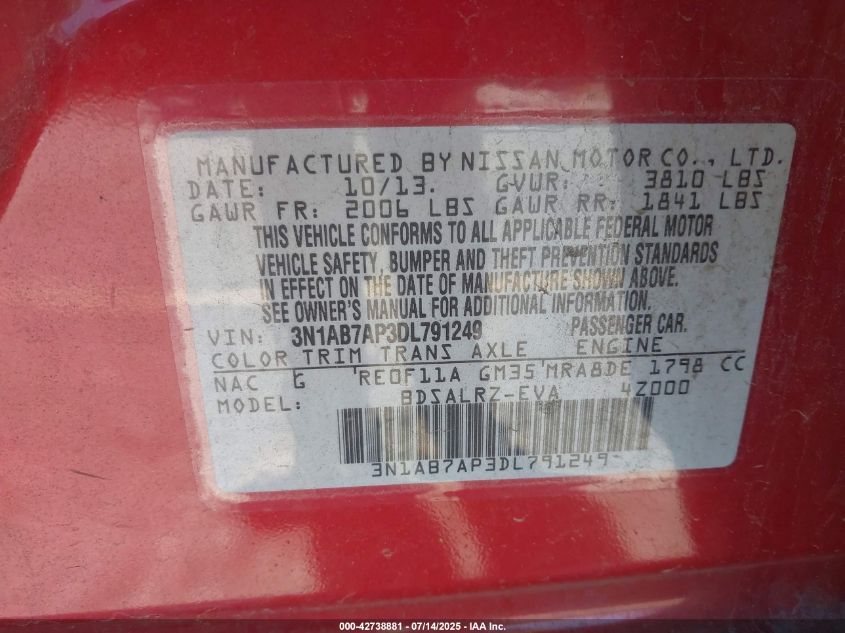 MANUFACTURED BY NISSAN MOTOR CO., LTD.
DATE: 10/13. GVWR: 3810 LBS
GAWR FR: 2006 LBS GAWR RR: 1841 LBS
THIS VEHICLE CONFORMS TO ALL APPLICABLE FEDERAL MOTOR
VEHICLE SAFETY, BUMPER AND THEFT PREVENTION STANDARDS
IN EFFECT ON THE DATE OF MANUFACTURE SHOWN ABOVE.
SEE OWNER'S MANUAL FOR ADDITIONAL INFORMATION.
VIN: 3N1AB7AP3DL791249 PASSENGER CAR.
COLOR TRIM TRANS AXLE ENGINE
NAC G RE0F11A GM35 MRA8DE 1798 CC
MODEL: BDSALRZ-EVA 4Z000
3N1AB7AP3DL791249
000-42738881 - 07/14/2025 - IAA Inc.